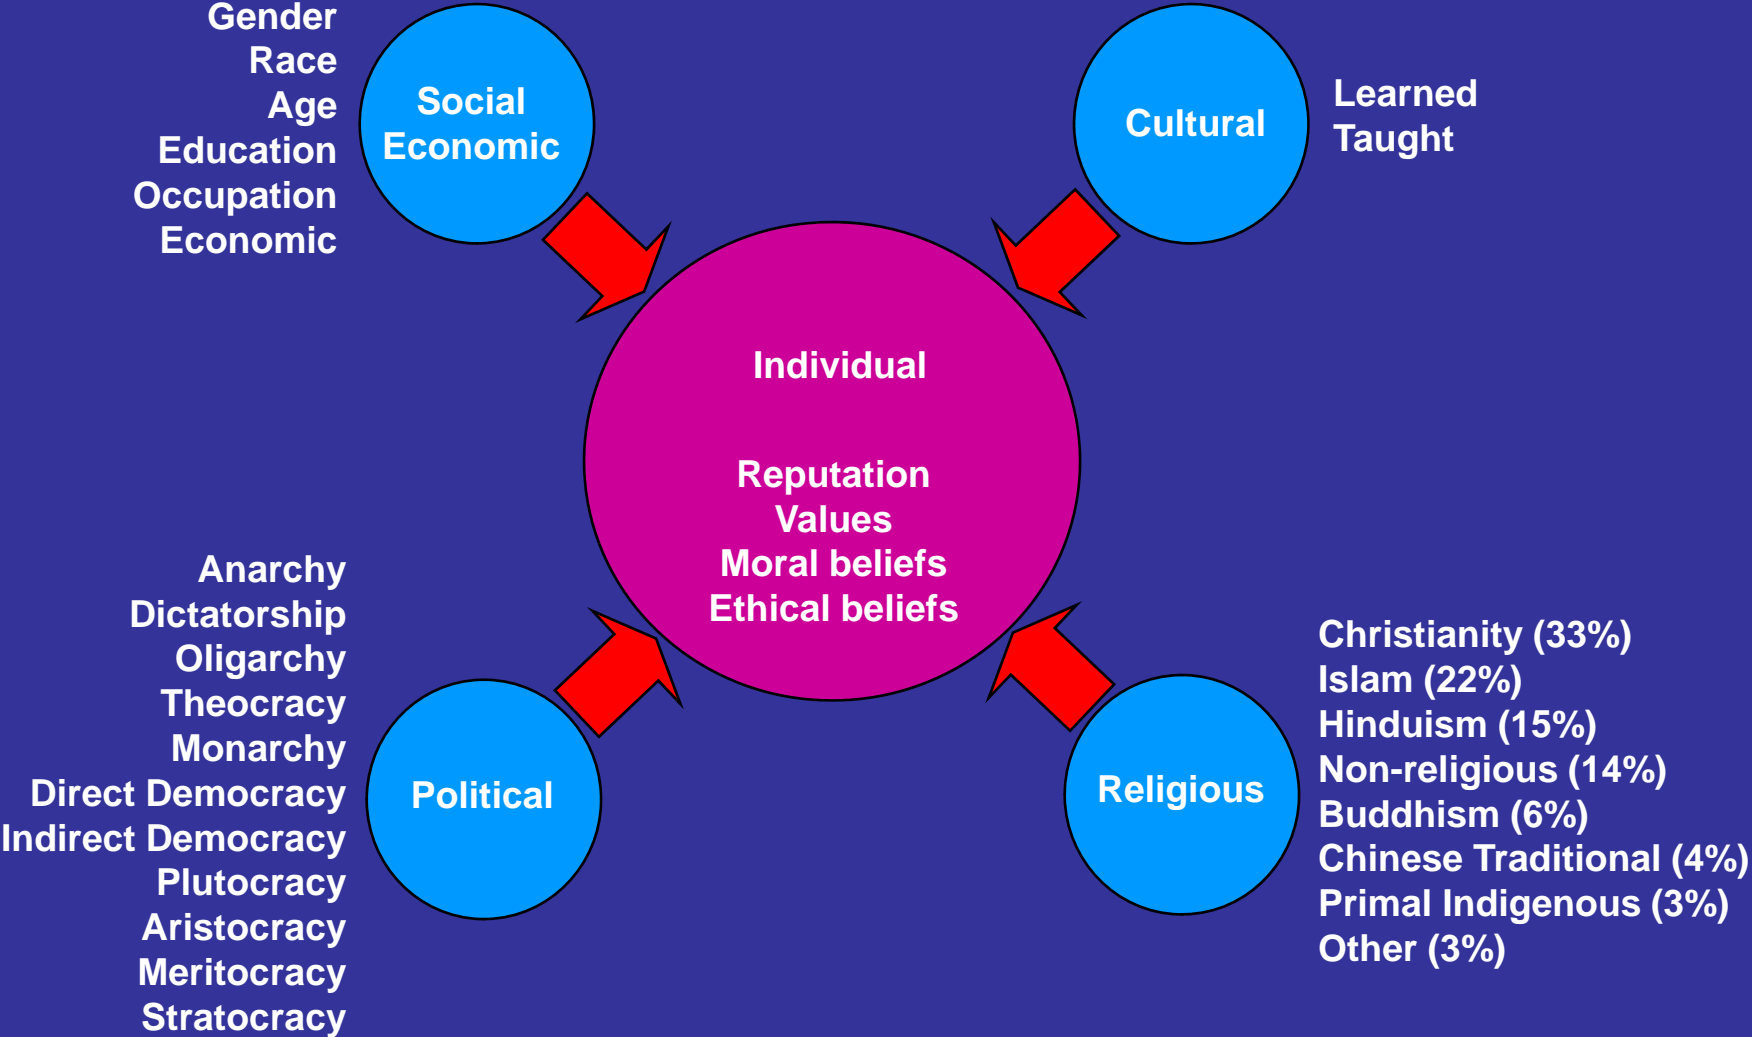 Gender
Race
Age
Education
Occupation
Economic
Social
Economic
Cultural
Learned
Taught
Individual
Reputation
Values
Moral beliefs
Ethical beliefs
Anarchy
Dictatorship
Oligarchy
Theocracy
Monarchy
Direct Democracy
Indirect Democracy
Plutocracy
Aristocracy
Meritocracy
Stratocracy
Political
Religious
Christianity (33%)
Islam (22%)
Hinduism (15%)
Non-religious (14%)
Buddhism (6%)
Chinese Traditional (4%)
Primal Indigenous (3%)
Other (3%)